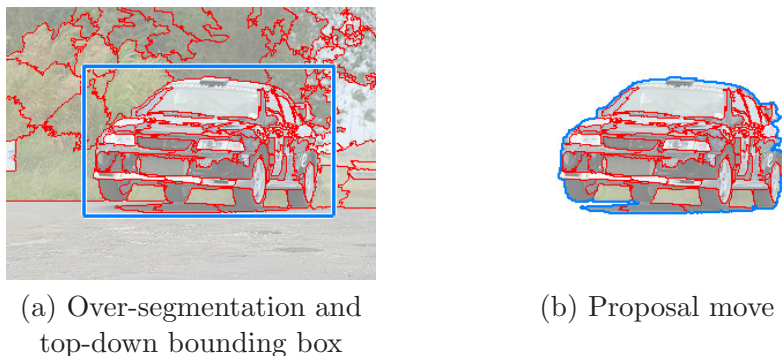 (a) Over-segmentation and
top-down bounding box
(b) Proposal move